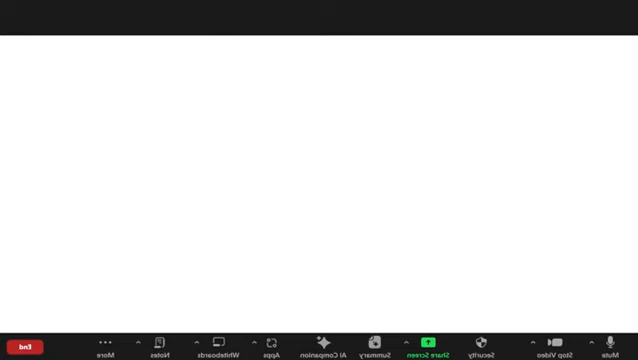 Mute
Stop Video
Security
Share Screen
Summary
AI Companion
Apps
Whiteboards
Notes
More
End